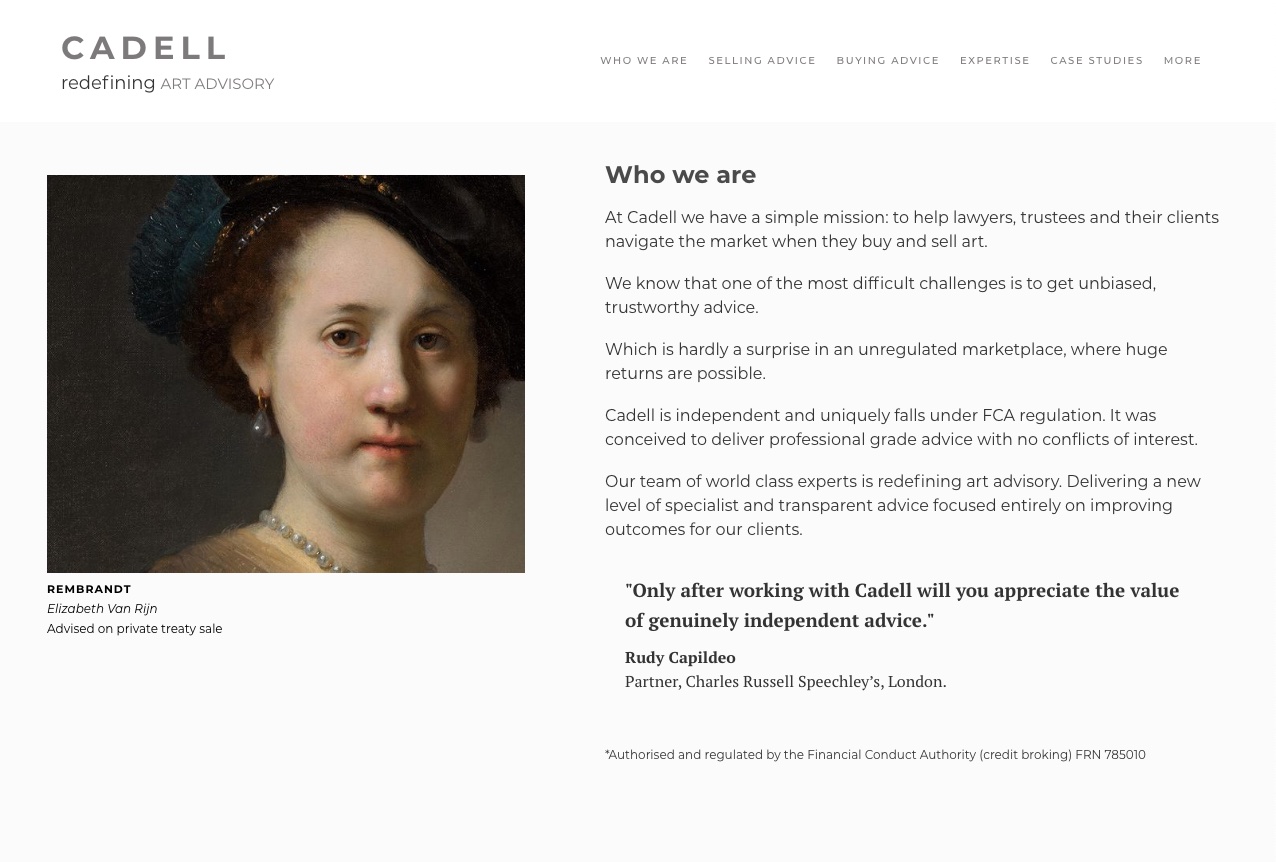 CADELL
redefining ART ADVISORY
WHO WE ARE SELLING ADVICE BUYING ADVICE EXPERTISE CASE STUDIES MORE
REMBRANDT
Elizabeth Van Rijn
Advised on private treaty sale
Who we are
At Cadell we have a simple mission: to help lawyers, trustees and their clients
navigate the market when they buy and sell art.
We know that one of the most difficult challenges is to get unbiased,
trustworthy advice.
Which is hardly a surprise in an unregulated marketplace, where huge
returns are possible.
Cadell is independent and uniquely falls under FCA regulation. It was
conceived to deliver professional grade advice with no conflicts of interest.
Our team of world class experts is redefining art advisory. Delivering a new
level of specialist and transparent advice focused entirely on improving
outcomes for our clients.
"Only after working with Cadell will you appreciate the value
of genuinely independent advice."
Rudy Capildeo
Partner, Charles Russell Speechley’s, London.
*Authorised and regulated by the Financial Conduct Authority (credit broking) FRN 785010